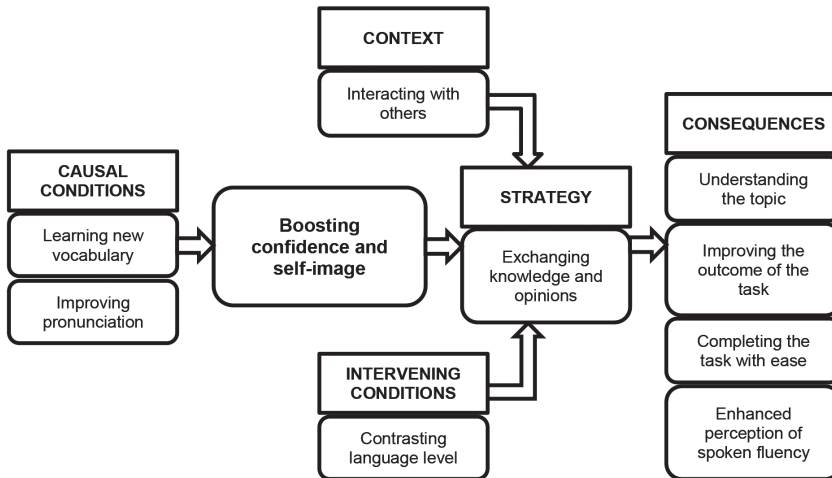 CONTEXT
Interacting with
others
CAUSAL
CONDITIONS
Learning new
vocabulary
Improving
pronunciation
Boosting
confidence and
self-image
STRATEGY
Exchanging
knowledge and
opinions
INTERVENING
CONDITIONS
Contrasting
language level
CONSEQUENCES
Understanding
the topic
Improving the
outcome of the
task
Completing the
task with ease
Enhanced
perception of
spoken fluency